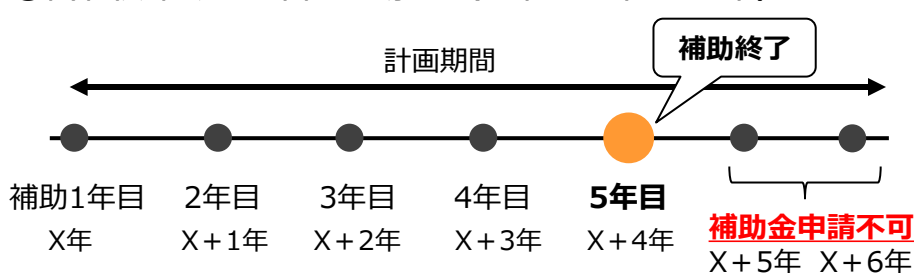 補助終了
計画期間
補助1年目 2年目 3年目 4年目 5年目
X年 X+1年 X+2年 X+3年 X+4年
補助金申請不可
X+5年 X+6年